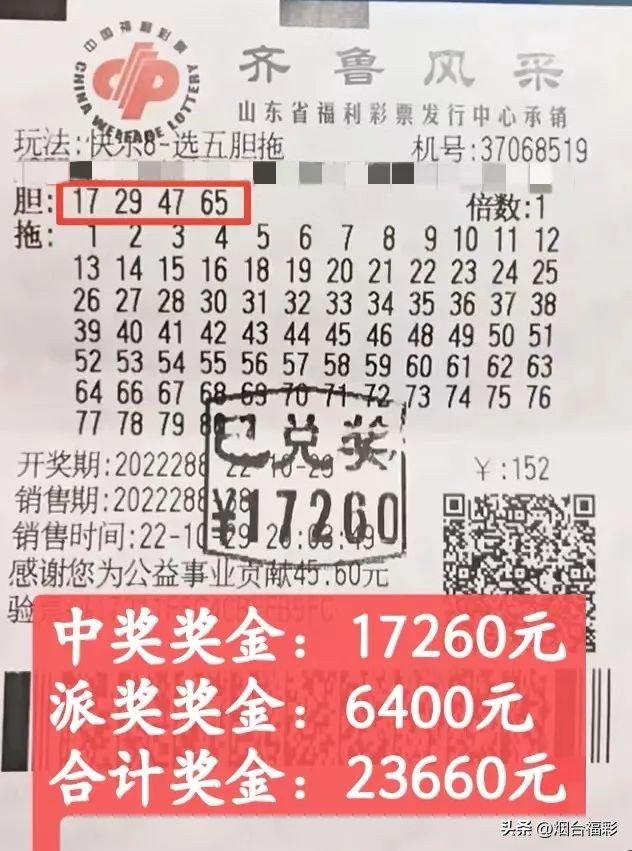 中国福利彩票
CHINA WELFARE LOTTERY
齐鲁风采
山东省福利彩票发行中心承销
玩法:快乐8-选五胆拖 机号:37068519
胆: 17 29 47 65 倍数:1
拖: 1 2 3 4 5 6 7 8 9 10 11 12
13 14 15 16 18 19 20 21 22 23 24 25
26 27 28 30 31 32 33 34 35 36 37 38
39 40 41 42 43 44 45 46 48 49 50 51
52 53 54 55 56 57 58 59 60 61 62 63
64 66 67 68 69 70 71 72 73 74 75 76
77 78 79
已兑奖
¥17260
开奖期:2022288 ¥:152
销售期:2022288
销售时间:22-10
感谢您为公益事业贡献45.60元
中奖奖金：17260元
派奖奖金：6400元
合计奖金：23660元
头条 @烟台福彩